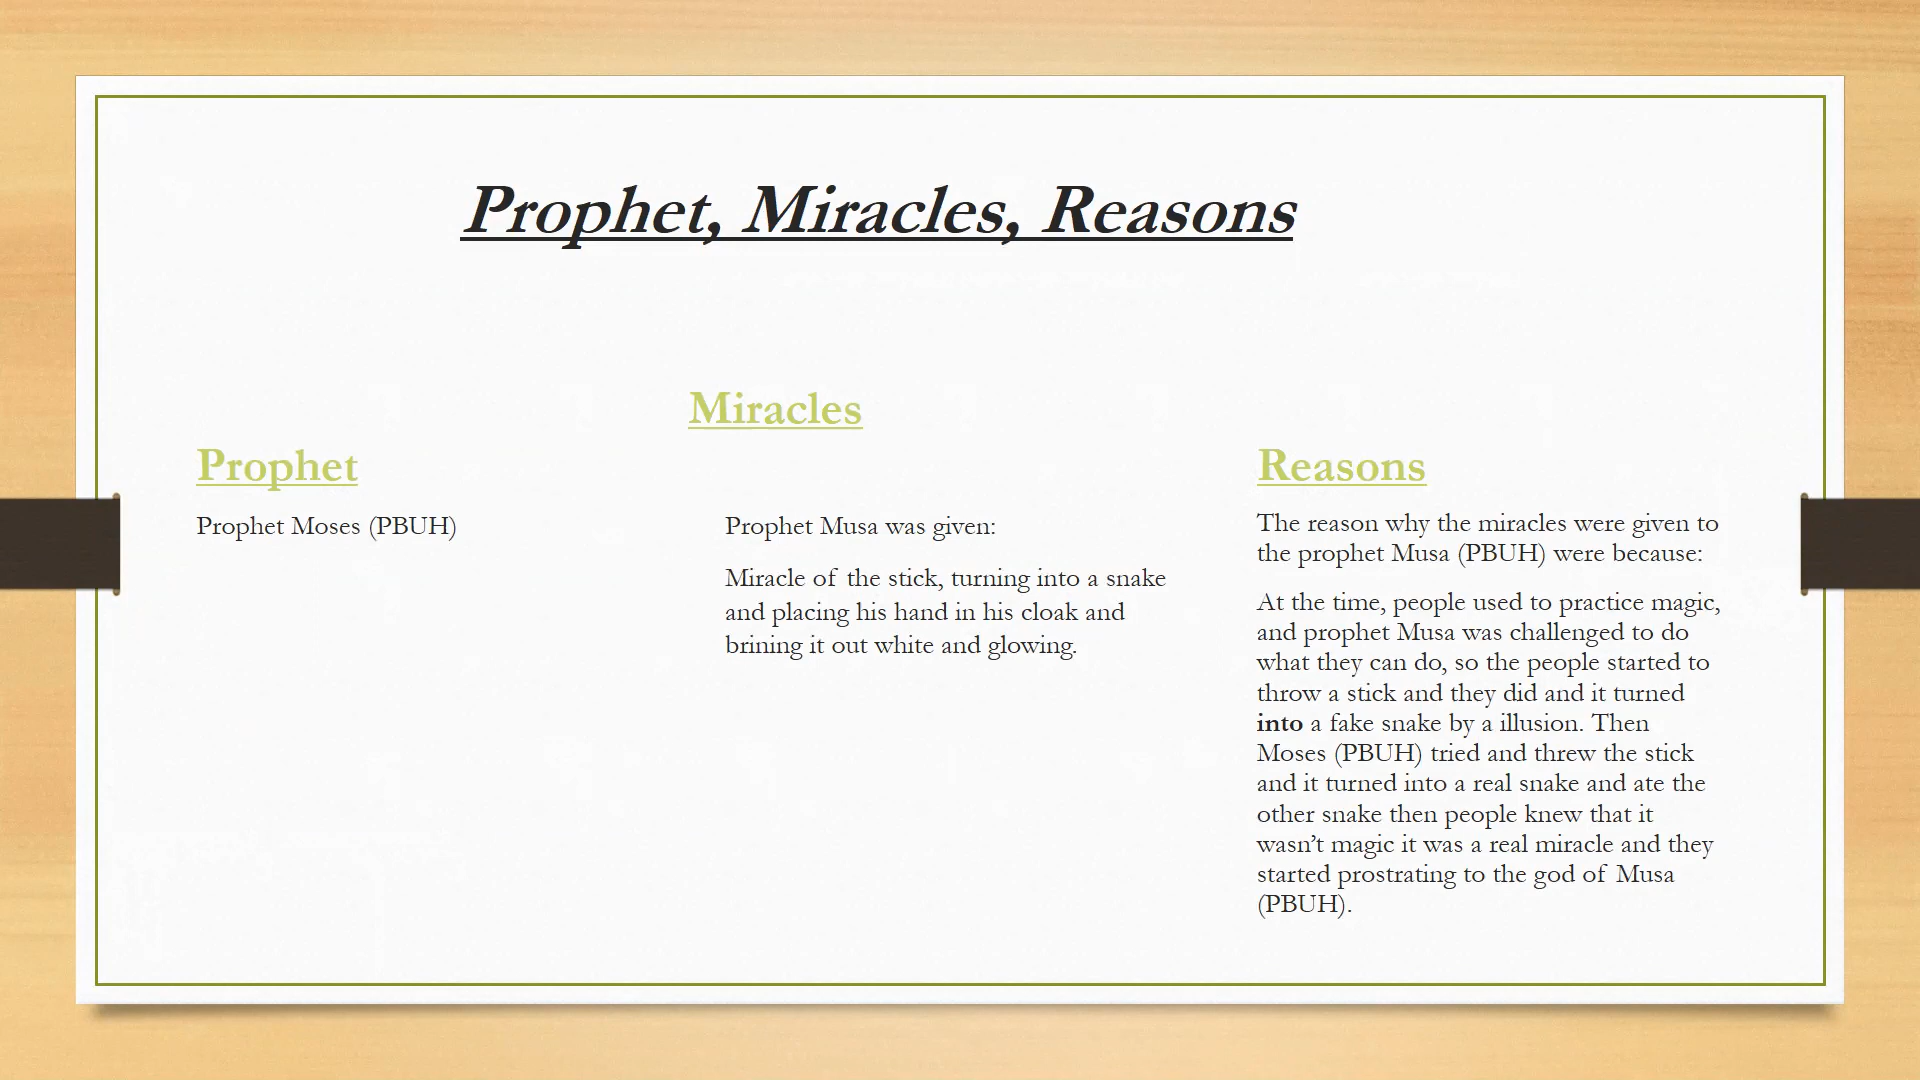 Prophet, Miracles, Reasons
Prophet
Prophet Moses (PBUH)
Miracles
Prophet Musa was given:
Miracle of the stick, turning into a snake
and placing his hand in his cloak and
brining it out white and glowing.
Reasons
The reason why the miracles were given to
the prophet Musa (PBUH) were because:
At the time, people used to practice magic,
and prophet Musa was challenged to do
what they can do, so the people started to
throw a stick and they did and it turned
into a fake snake by a illusion. Then
Moses (PBUH) tried and threw the stick
and it turned into a real snake and ate the
other snake then people knew that it
wasn’t magic it was a real miracle and they
started prostrating to the god of Musa
(PBUH).